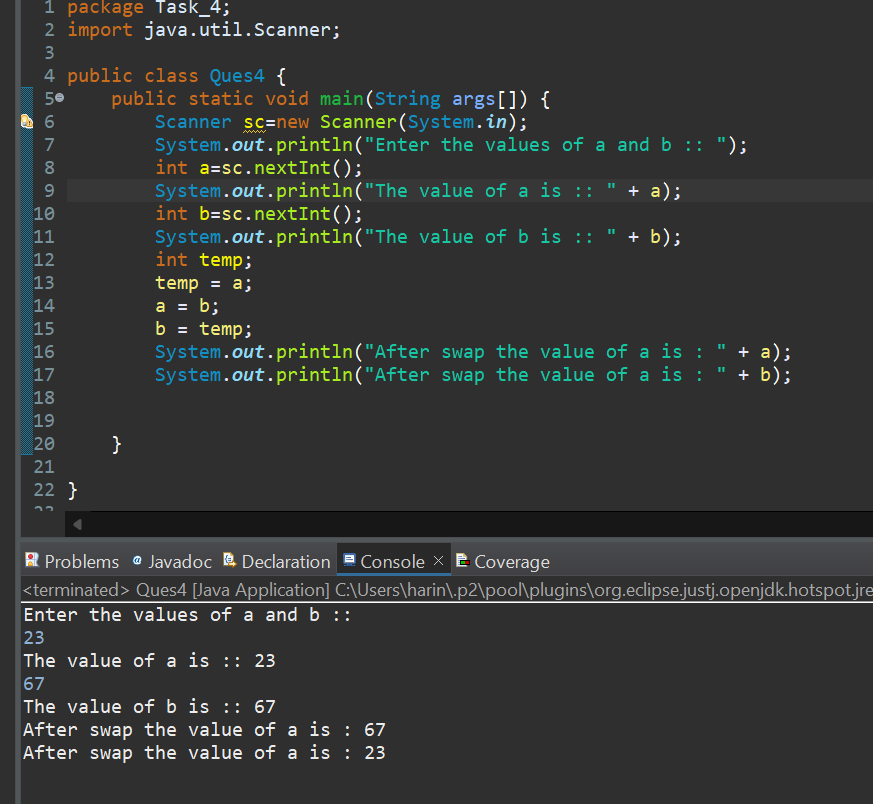 1 package Task_4;
2 import java.util.Scanner;
3
4 public class Ques4 {
5 public static void main(String args[]) {
6 Scanner sc=new Scanner(System.in);
7 System.out.println("Enter the values of a and b :: ");
8 int a=sc.nextInt();
9 System.out.println("The value of a is :: " + a);
10 int b=sc.nextInt();
11 System.out.println("The value of b is :: " + b);
12 int temp;
13 temp = a;
14 a = b;
15 b = temp;
16 System.out.println("After swap the value of a is : " + a);
17 System.out.println("After swap the value of a is : " + b);
18
19
20 }
21
22 }
Problems @ Javadoc Declaration Console × Coverage
<terminated> Ques4 [Java Application] C:\Users\harin\.p2\pool\plugins\org.eclipse.justj.openjdk.hotspot.jre
Enter the values of a and b ::
23
The value of a is :: 23
67
The value of b is :: 67
After swap the value of a is : 67
After swap the value of a is : 23